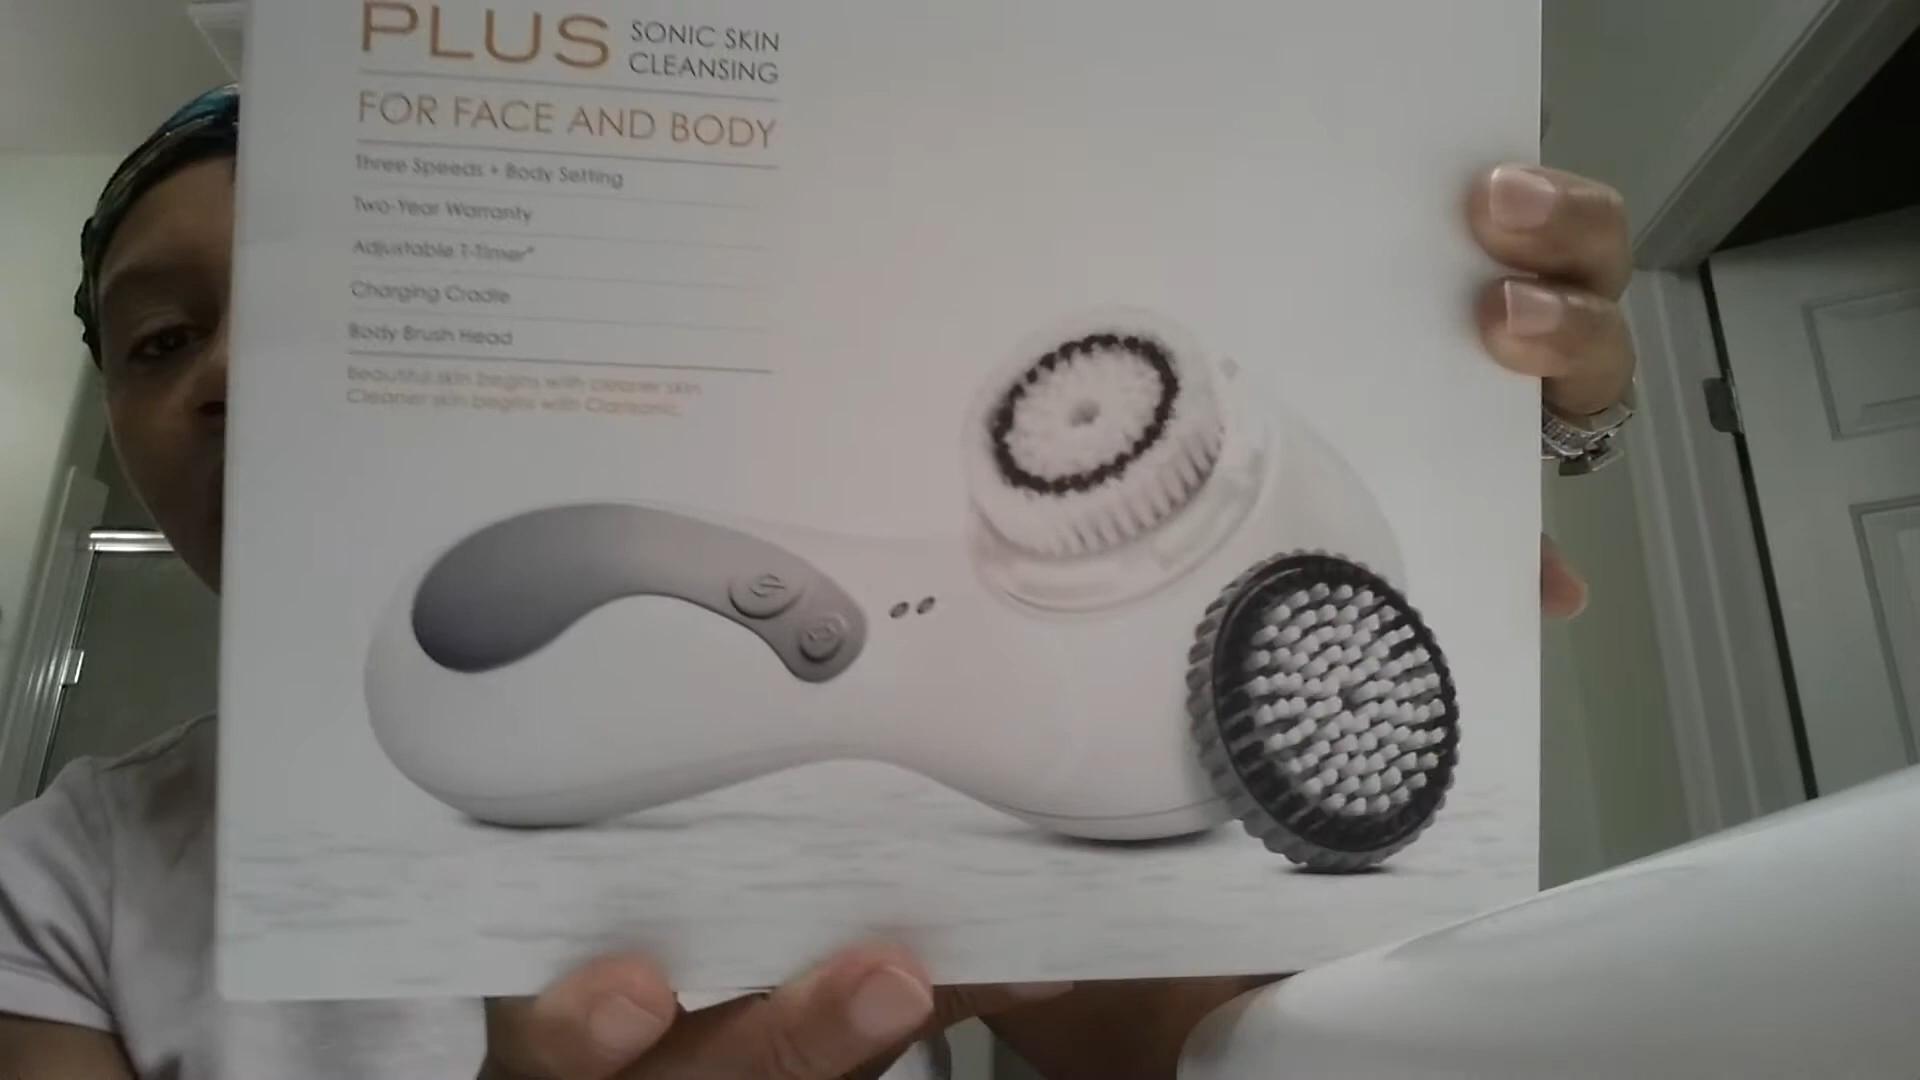 PLUS
SONIC SKIN
CLEANSING
FOR FACE AND BODY
Three Speeds + Body Setting
Two-Year Warranty
Adjustable T-Timer®
Charging Cradle
Body Brush Head
Beautiful skin begins with cleaner skin
Cleaner skin begins with Clarisonic.